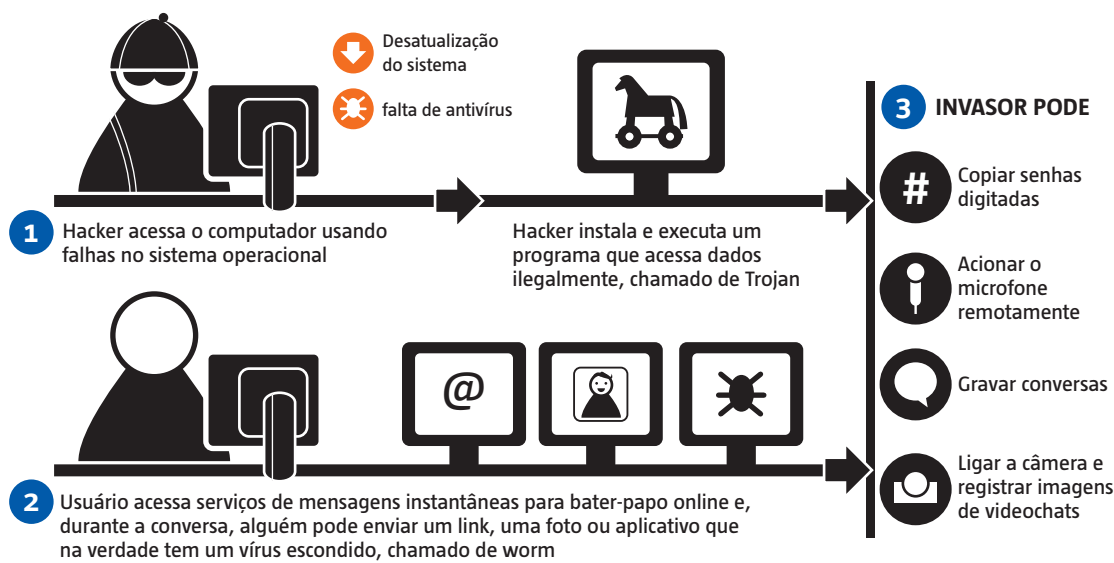 Desatualização
do sistema
falta de antivírus
1
Hacker acessa o computador usando
falhas no sistema operacional
Hacker instala e executa um
programa que acessa dados
ilegalmente, chamado de Trojan
@
2
Usuário acessa serviços de mensagens instantâneas para bater-papo online e,
durante a conversa, alguém pode enviar um link, uma foto ou aplicativo que
na verdade tem um vírus escondido, chamado de worm
3 INVASOR PODE
#
Copiar senhas
digitadas
Acionar o
microfone
remotamente
Gravar conversas
Ligar a câmera e
registrar imagens
de videochats